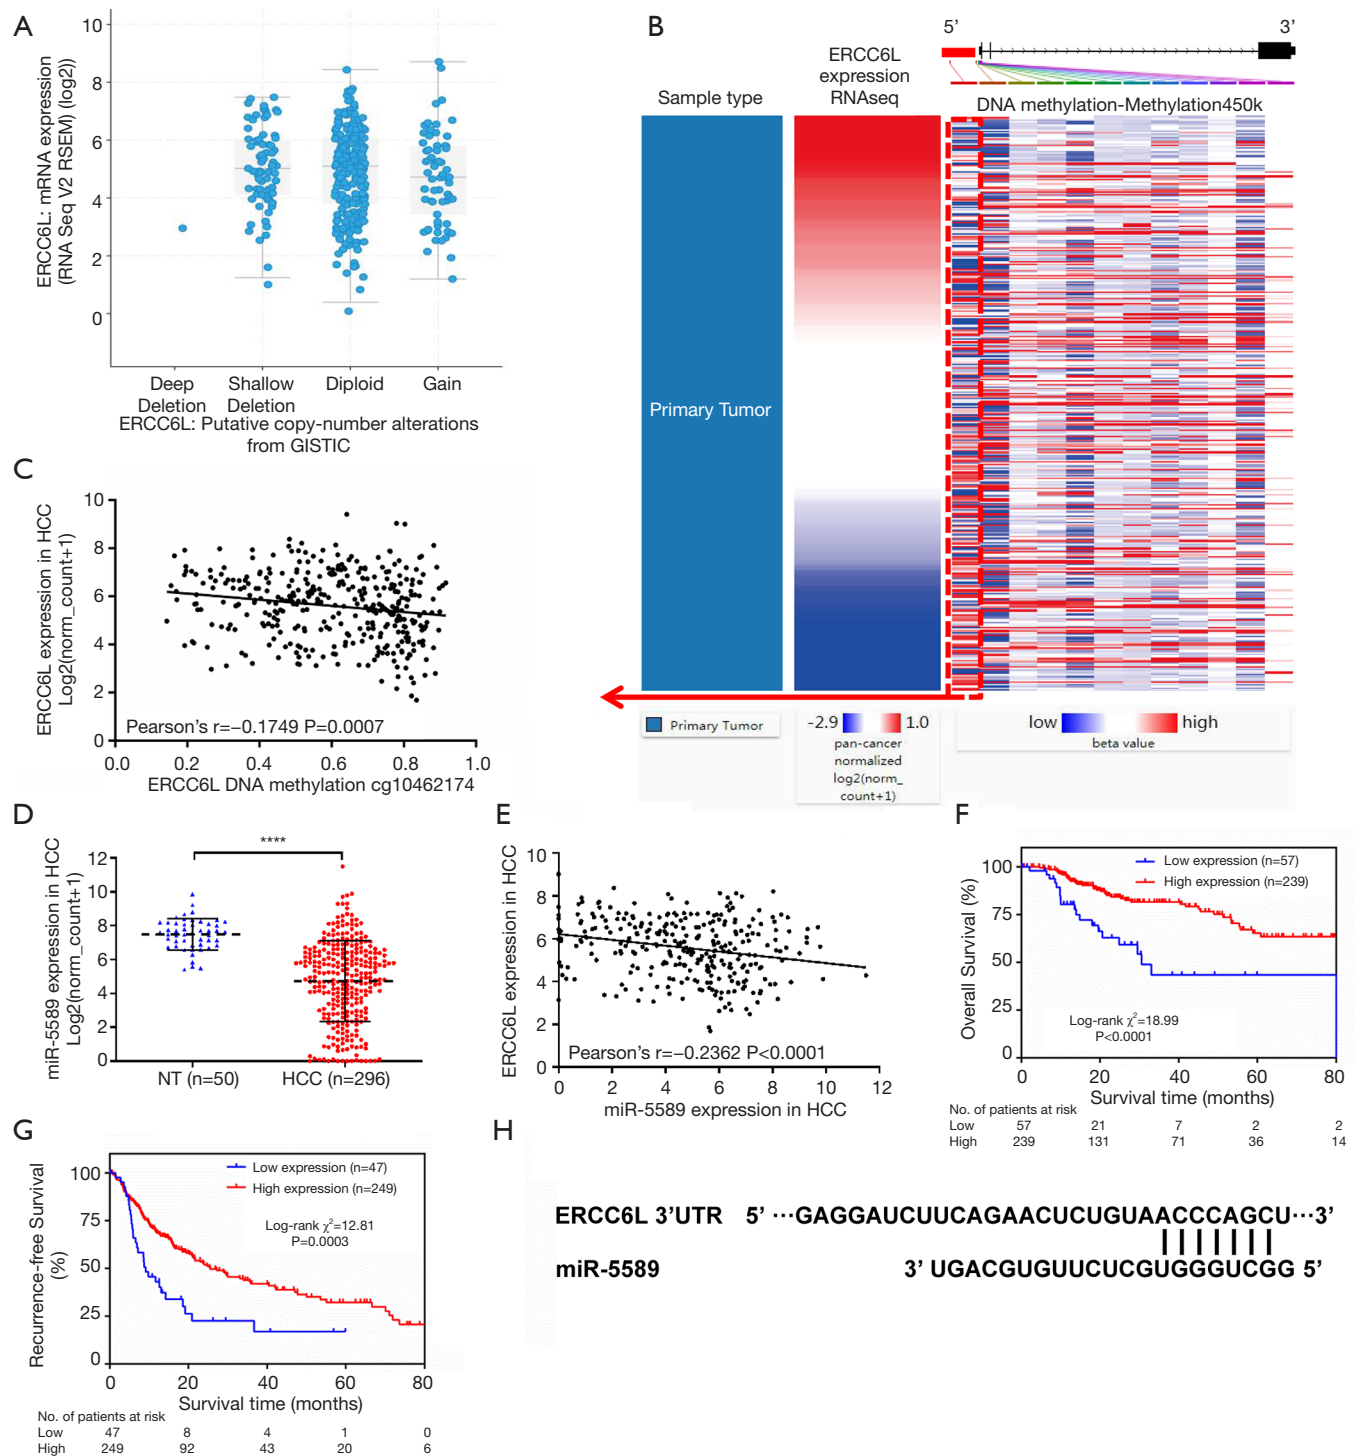 A
ERCC6L: mRNA expression
(RNA Seq V2 RSEM) (log2))
10
8
6
4
2
0
Deep
Deletion
Shallow
Deletion
Diploid
Gain
ERCC6L: Putative copy-number alterations
from GISTIC
B
Sample type
ERCC6L
expression
RNAseq
5’
3’
DNA methylation-Methylation450k
Primary Tumor
Primary Tumor
-2.9
1.0
pan-cancer
normalized
log2(norm_
count+1)
low
high
beta value
C
ERCC6L expression in HCC
Log2(norm_count+1)
10
8
6
4
2
0
Pearson’s r=−0.1749 P=0.0007
0.0 0.2 0.4 0.6 0.8 1.0
ERCC6L DNA methylation cg10462174
D
miR-5589 expression in HCC
Log2(norm_count+1)
12
10
8
6
4
2
0
****
NT (n=50)
HCC (n=296)
E
ERCC6L expression in HCC
10
8
6
4
2
0
Pearson’s r=−0.2362 P<0.0001
0 2 4 6 8 10 12
miR-5589 expression in HCC
F
Overall Survival (%)
100
75
50
25
0
Low expression (n=57)
High expression (n=239)
Log-rank χ²=18.99
P<0.0001
0 20 40 60 80
Survival time (months)
No. of patients at risk
Low 57 21 7 2 2
High 239 131 71 36 14
G
Recurrence-free Survival
(%)
100
75
50
25
0
Low expression (n=47)
High expression (n=249)
Log-rank χ²=12.81
P=0.0003
0 20 40 60 80
Survival time (months)
No. of patients at risk
Low 47 8 4 1 0
High 249 92 43 20 6
H
ERCC6L 3’UTR 5’ ···GAGGAUCUUCAGAACUCUGUAACCCAGCU···3’
miR-5589 3’ UGACGUGUUCUCGUGGGUCGG 5’